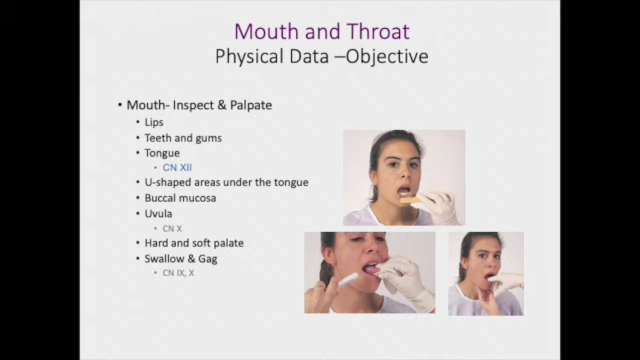 Mouth and Throat
Physical Data –Objective
• Mouth- Inspect & Palpate
• Lips
• Teeth and gums
• Tongue
• CN XII
• U-shaped areas under the tongue
• Buccal mucosa
• Uvula
• CN X
• Hard and soft palate
• Swallow & Gag
• CN IX, X